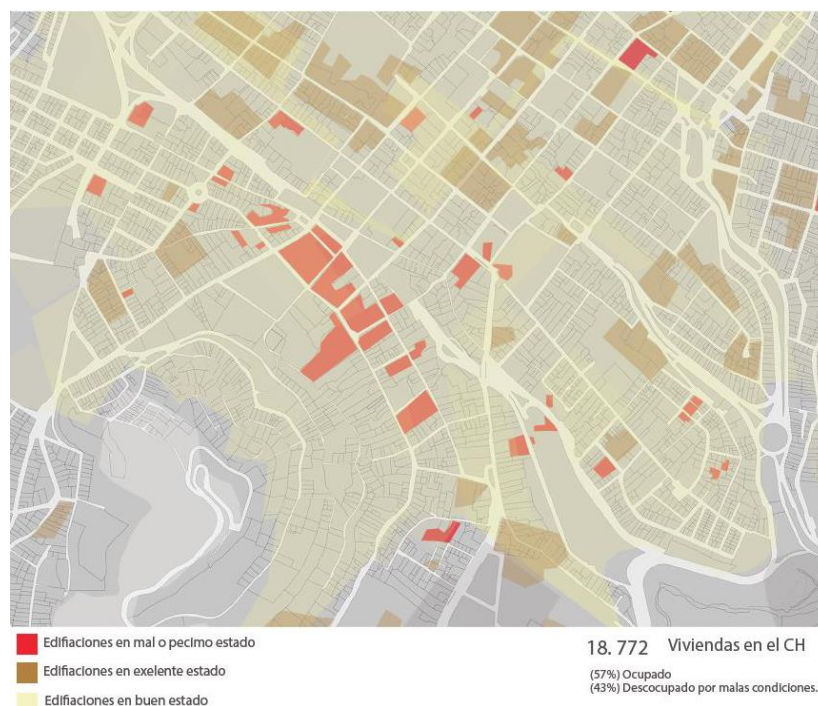 Edifiaciones en mal o pecimo estado
Edifiaciones en exelente estado
Edifiaciones en buen estado
18. 772 Viviendas en el CH
(57%) Ocupado
(43%) Descocupado por malas condiciones.